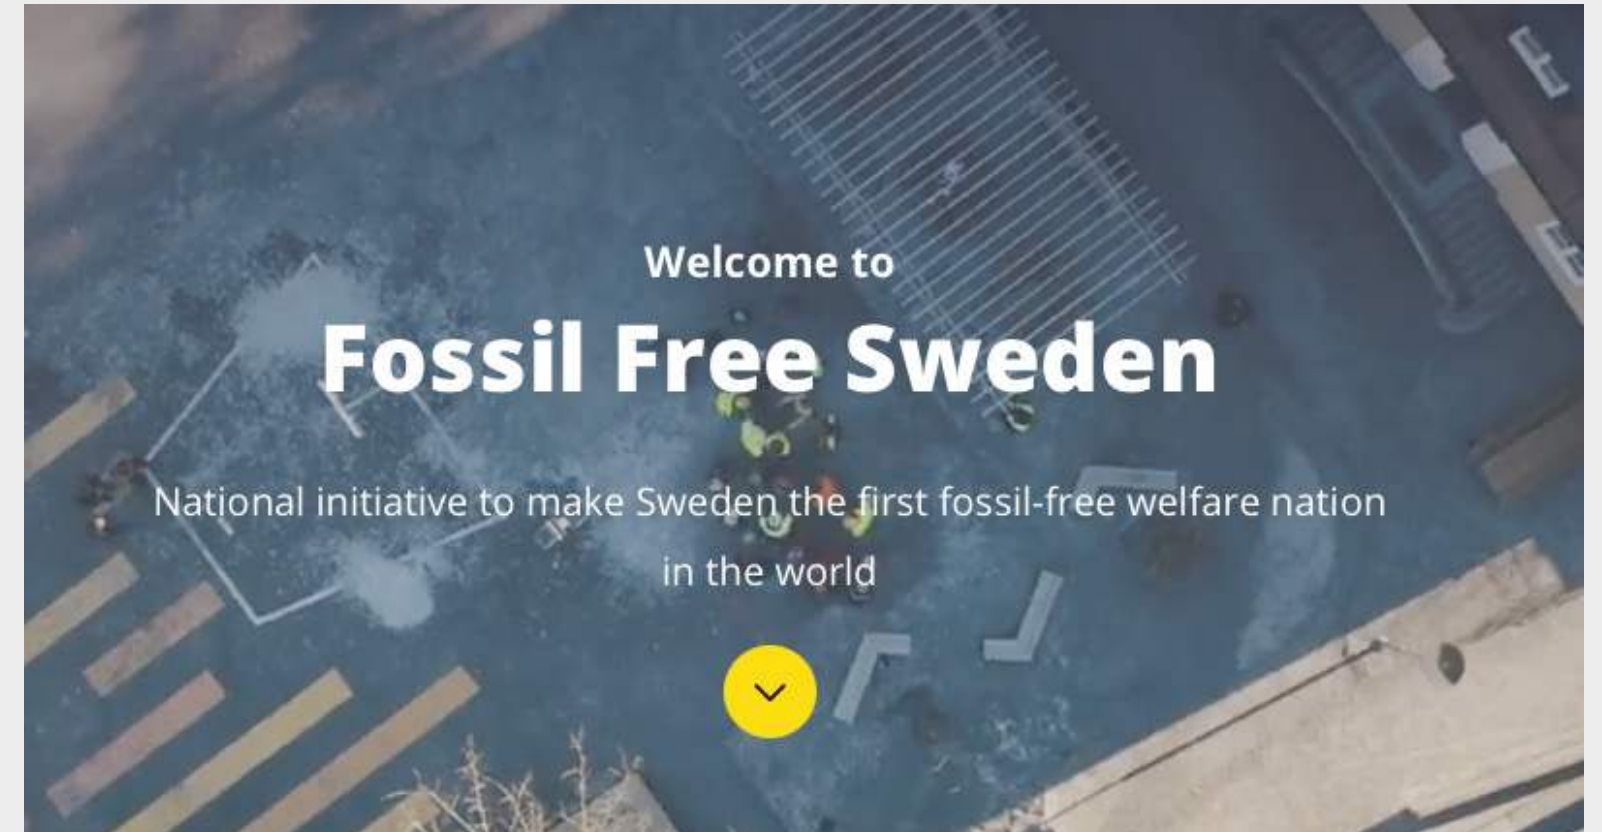 Welcome to
Fossil Free Sweden
National initiative to make Sweden the first fossil-free welfare nation
in the world